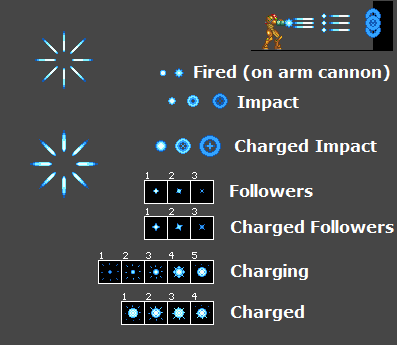 Fired (on arm cannon)
Impact
Charged Impact
1 2 3
Followers
1 2 3
Charged Followers
1 2 3 4 5
Charging
1 2 3 4
Charged